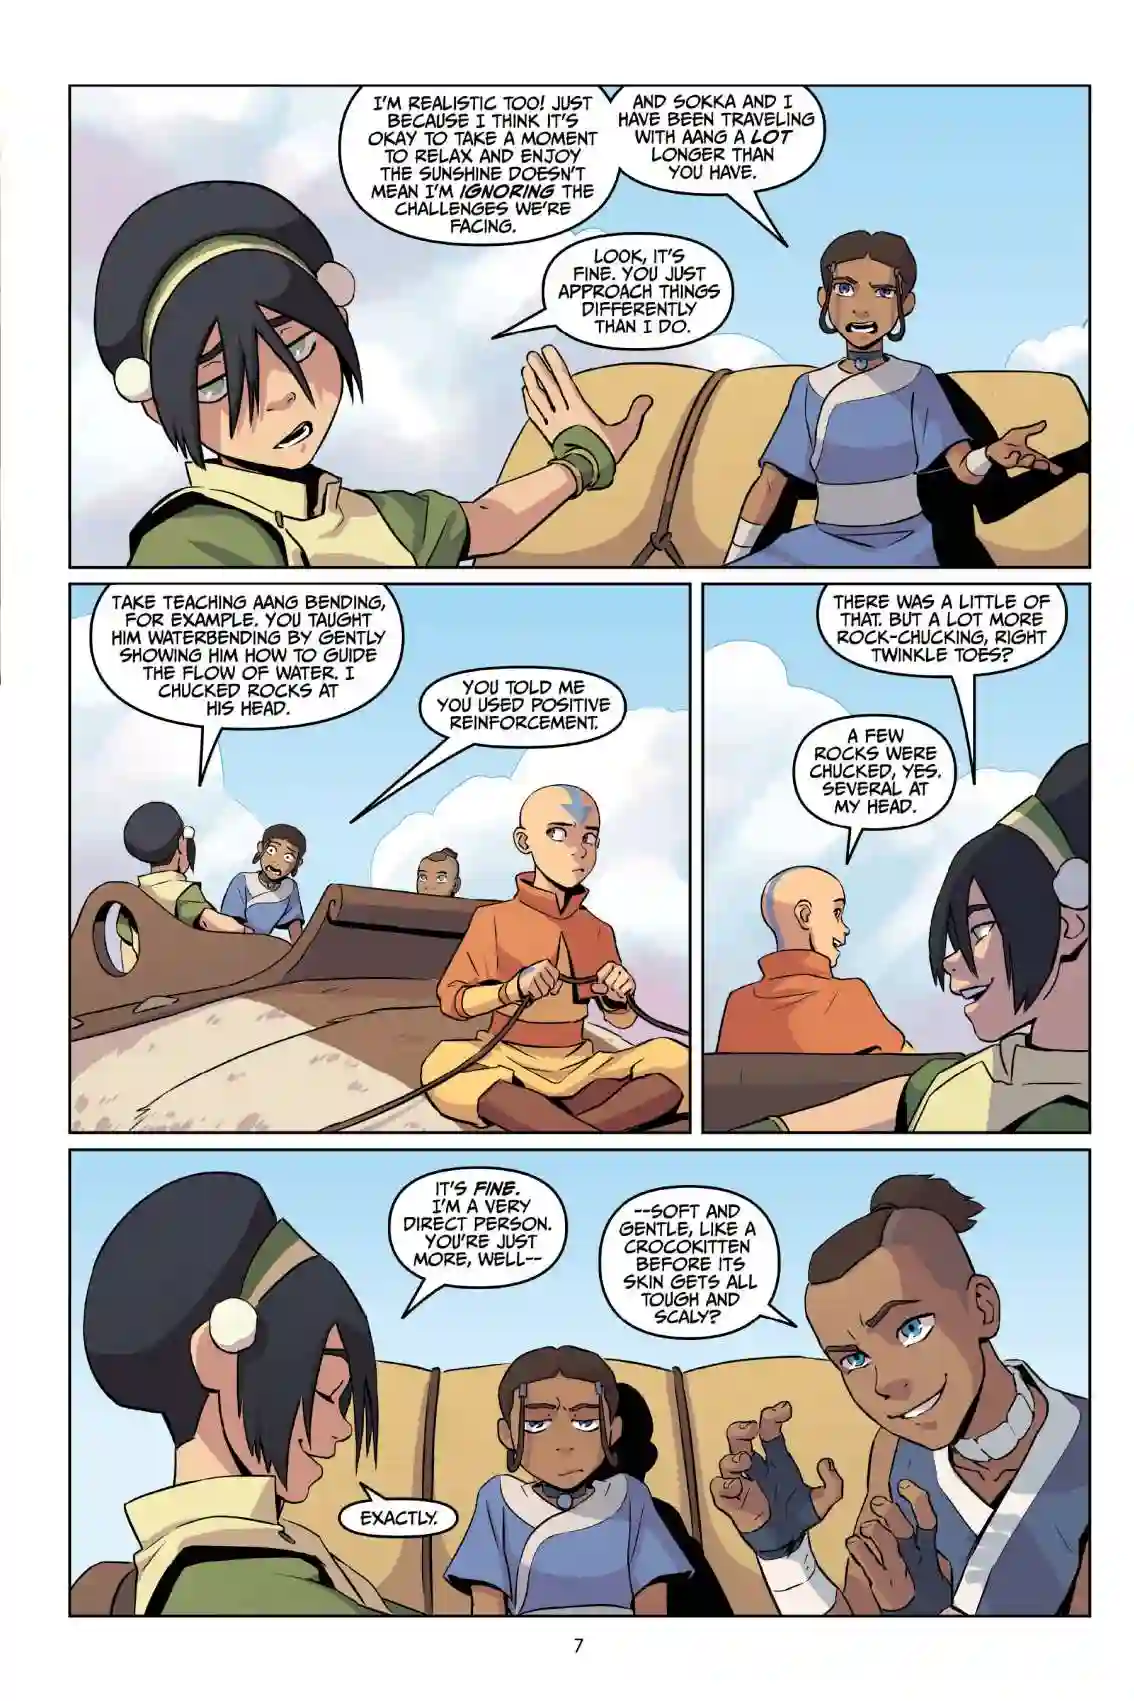 I'M REALISTIC TOO! JUST
BECAUSE I THINK IT'S
OKAY TO TAKE A MOMENT
TO RELAX AND ENJOY
THE SUNSHINE DOESN'T
MEAN I'M IGNORING THE
CHALLENGES WE'RE
FACING.
AND SOKKA AND I
HAVE BEEN TRAVELING
WITH AANG A LOT
LONGER THAN
YOU HAVE.
LOOK, IT'S
FINE. YOU JUST
APPROACH THINGS
DIFFERENTLY
THAN I DO.
TAKE TEACHING AANG BENDING,
FOR EXAMPLE. YOU TAUGHT
HIM WATERBENDING BY GENTLY
SHOWING HIM HOW TO GUIDE
THE FLOW OF WATER. I
CHUCKED ROCKS AT
HIS HEAD.
YOU TOLD ME
YOU USED POSITIVE
REINFORCEMENT.
THERE WAS A LITTLE OF
THAT. BUT A LOT MORE
ROCK-CHUCKING, RIGHT
TWINKLE TOES?
A FEW
ROCKS WERE
CHUCKED, YES.
SEVERAL AT
MY HEAD.
IT'S FINE.
I'M A VERY
DIRECT PERSON.
YOU'RE JUST
MORE, WELL--
--SOFT AND
GENTLE, LIKE A
CROCOKITTEN
BEFORE ITS
SKIN GETS ALL
TOUGH AND
SCALY?
EXACTLY.
7